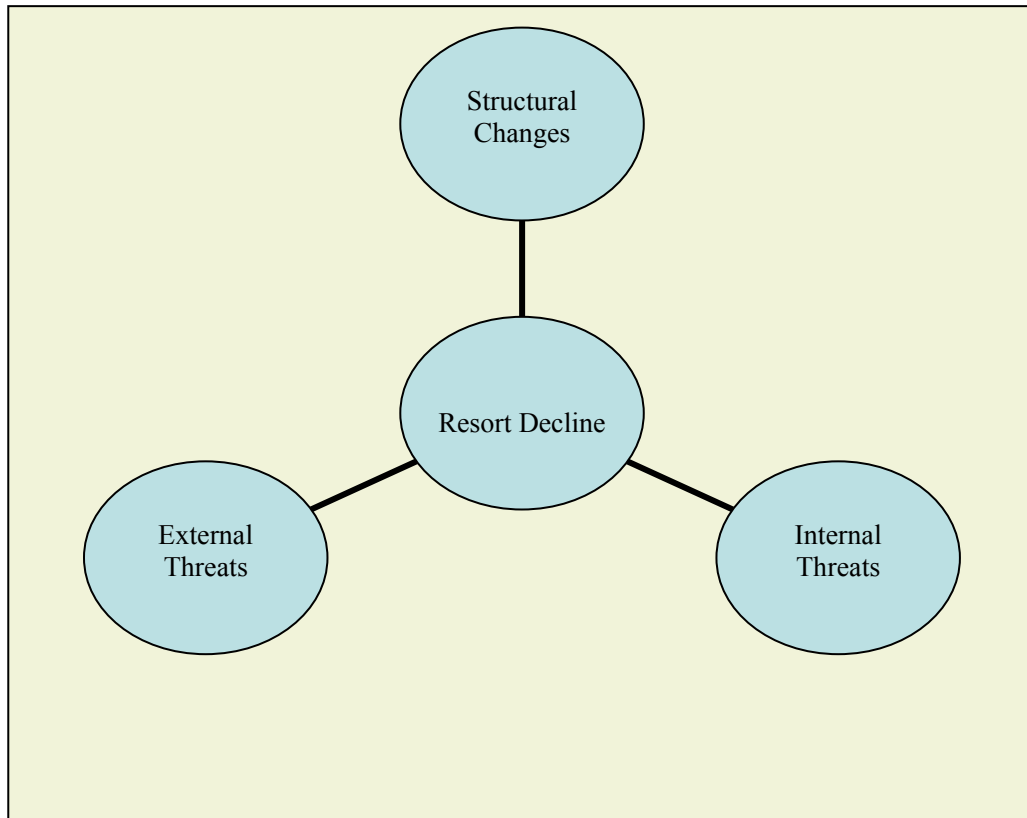 Structural
Changes
Resort Decline
External
Threats
Internal
Threats